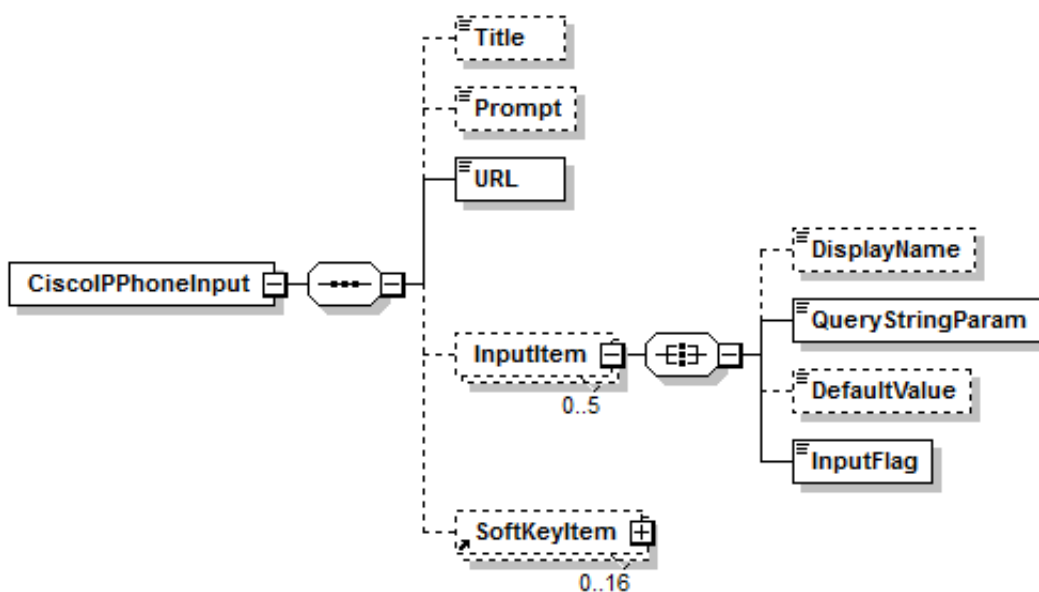 Title
Prompt
URL
DisplayName
CiscoIPPhoneInput
QueryStringParam
InputItem
DefaultValue
0..5
InputFlag
SoftKeyItem
0..16